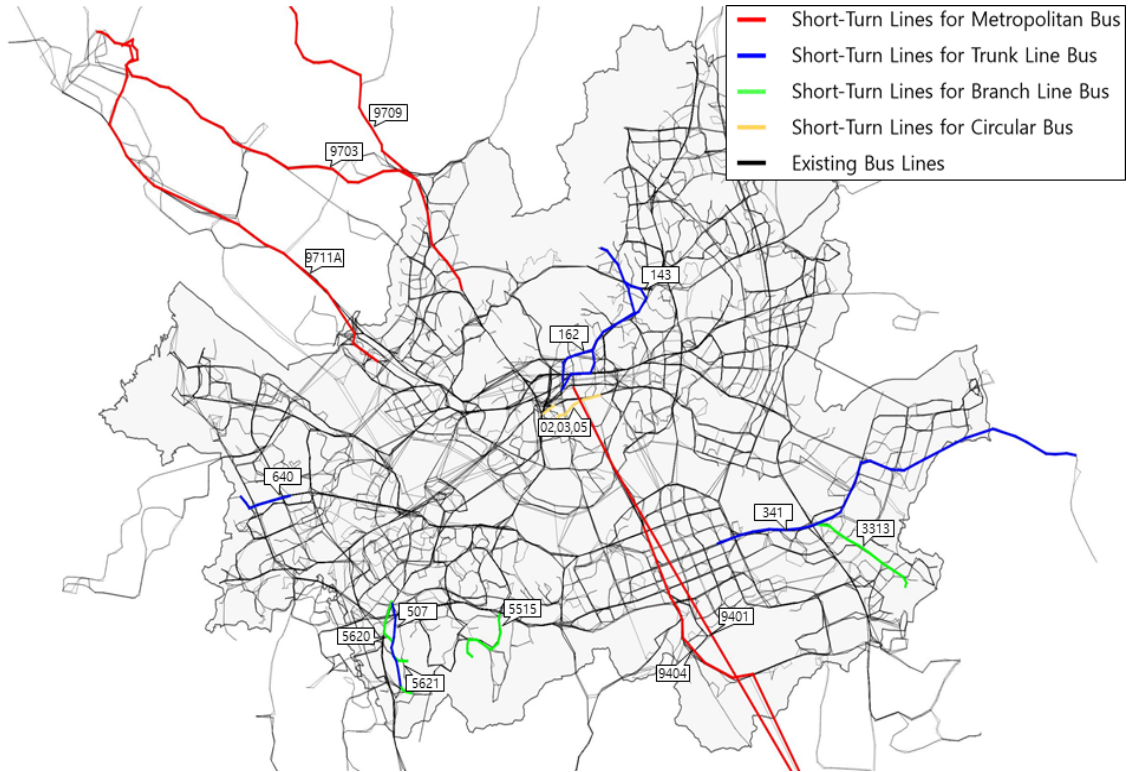 Short-Turn Lines for Metropolitan Bus
Short-Turn Lines for Trunk Line Bus
Short-Turn Lines for Branch Line Bus
Short-Turn Lines for Circular Bus
Existing Bus Lines
9709
9703
9711A
143
162
02,03,05
640
341
3313
507
5515
5620
9401
9404
5621